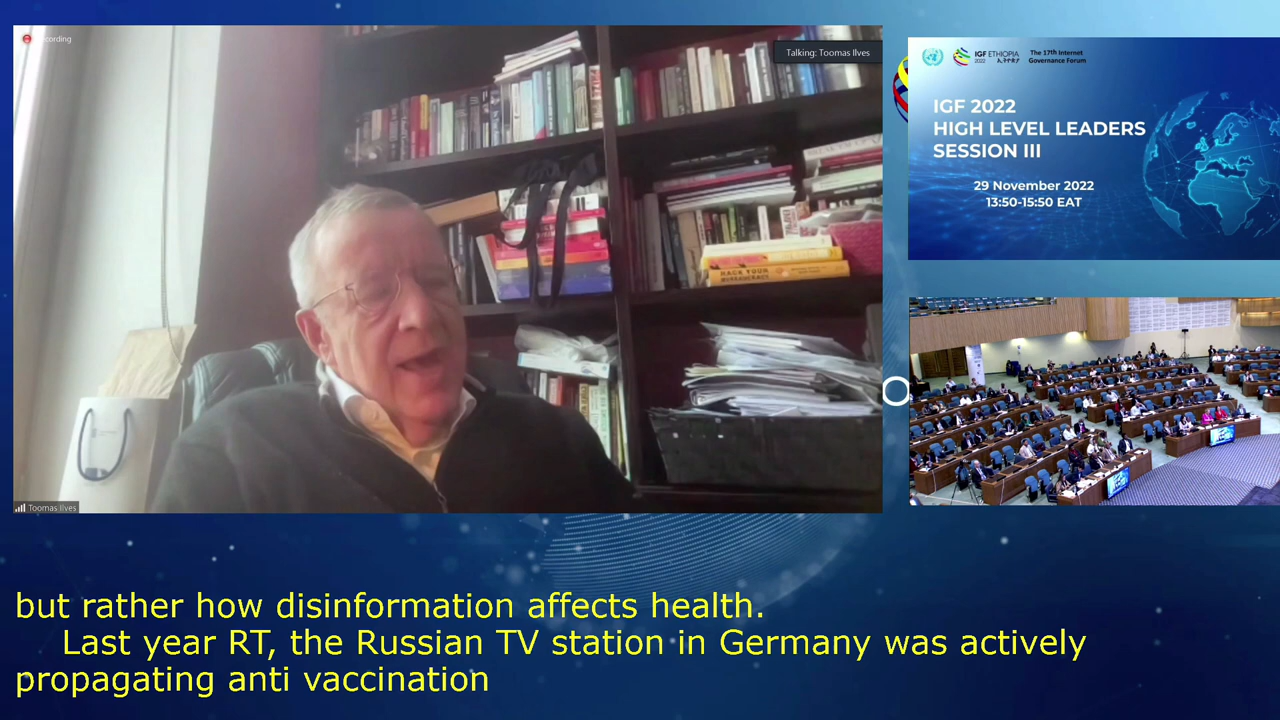 Recording
Talking: Toomas Ilves
HACK YOUR
BUREAUCRACY
Toomas Ilves
IGF ETHIOPIA
2022 ኢትዮጵያ
The 17th Internet
Governance Forum
IGF 2022
HIGH LEVEL LEADERS
SESSION III
29 November 2022
13:50-15:50 EAT
but rather how disinformation affects health.
Last year RT, the Russian TV station in Germany was actively
propagating anti vaccination